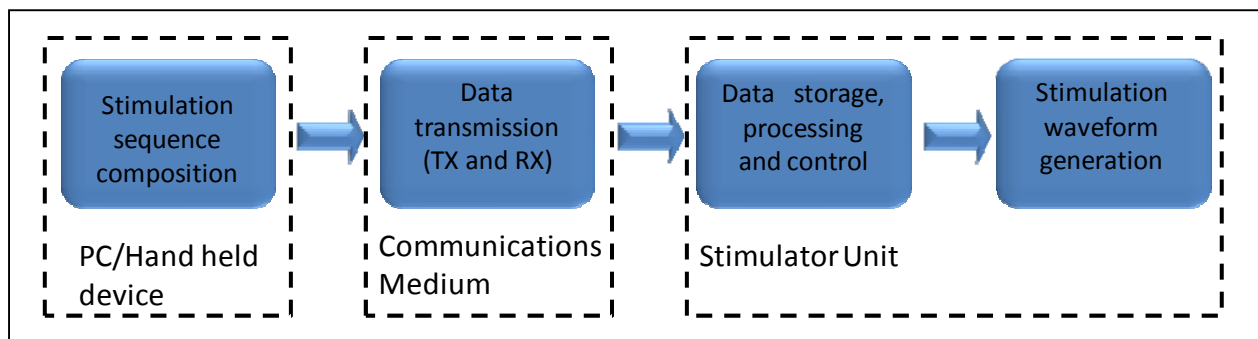 Stimulation
sequence
composition
PC/Hand held
device
Data
transmission
(TX and RX)
Communications
Medium
Data storage,
processing
and control
Stimulation
waveform
generation
Stimulator Unit